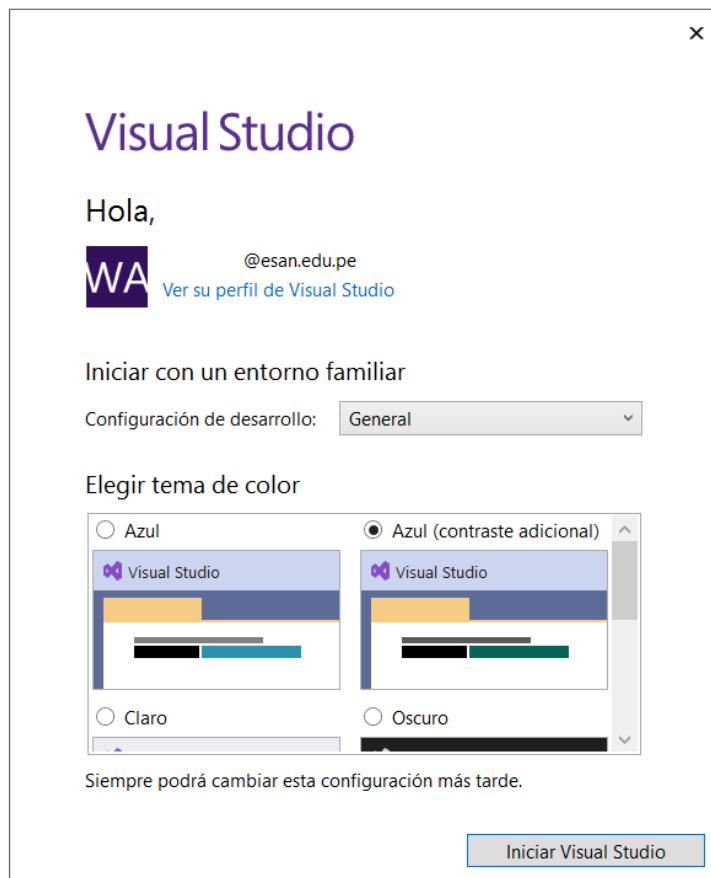 Visual Studio
Hola,
WA
@esan.edu.pe
Ver su perfil de Visual Studio
Iniciar con un entorno familiar
Configuración de desarrollo: General
Elegir tema de color
Azul Azul (contraste adicional)
Visual Studio Visual Studio
Claro Oscuro
Siempre podrá cambiar esta configuración más tarde.
Iniciar Visual Studio